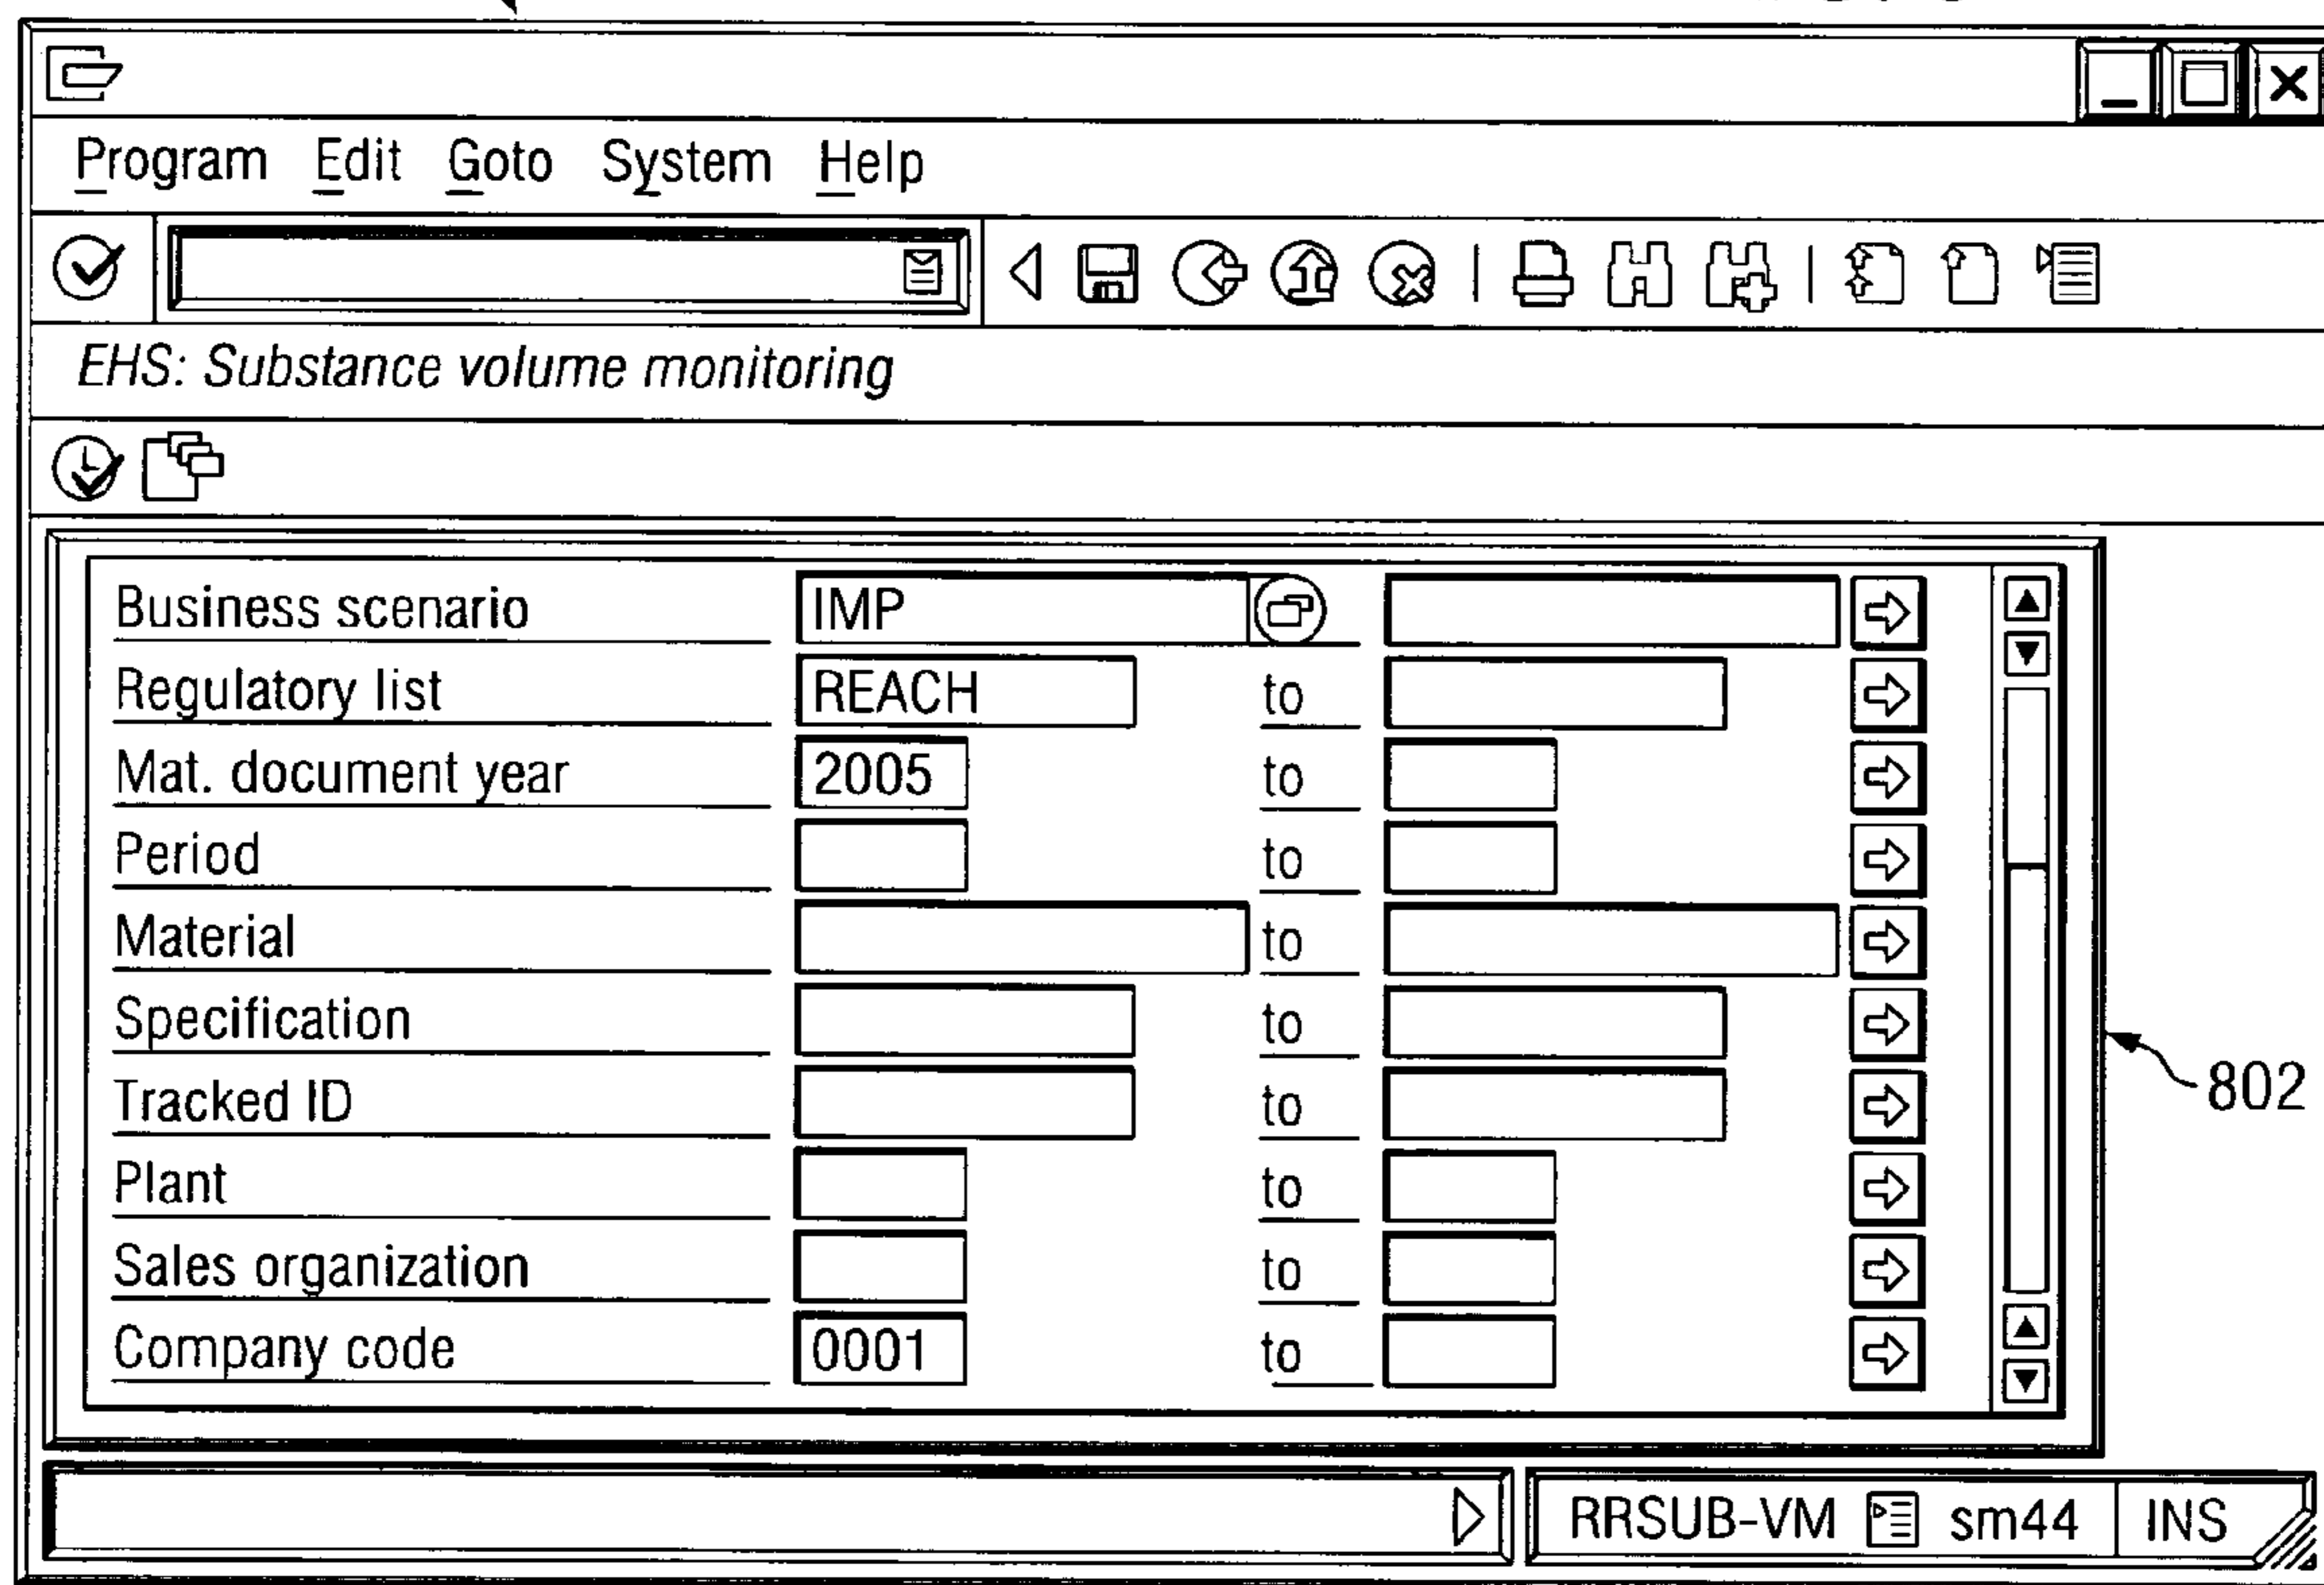 Program Edit Goto System Help
EHS: Substance volume monitoring
Business scenario IMP
Regulatory list REACH to
Mat. document year 2005 to
Period to
Material to
Specification to
Tracked ID to
802
Plant to
Sales organization to
Company code 0001 to
RRSUB-VM sm44 INS